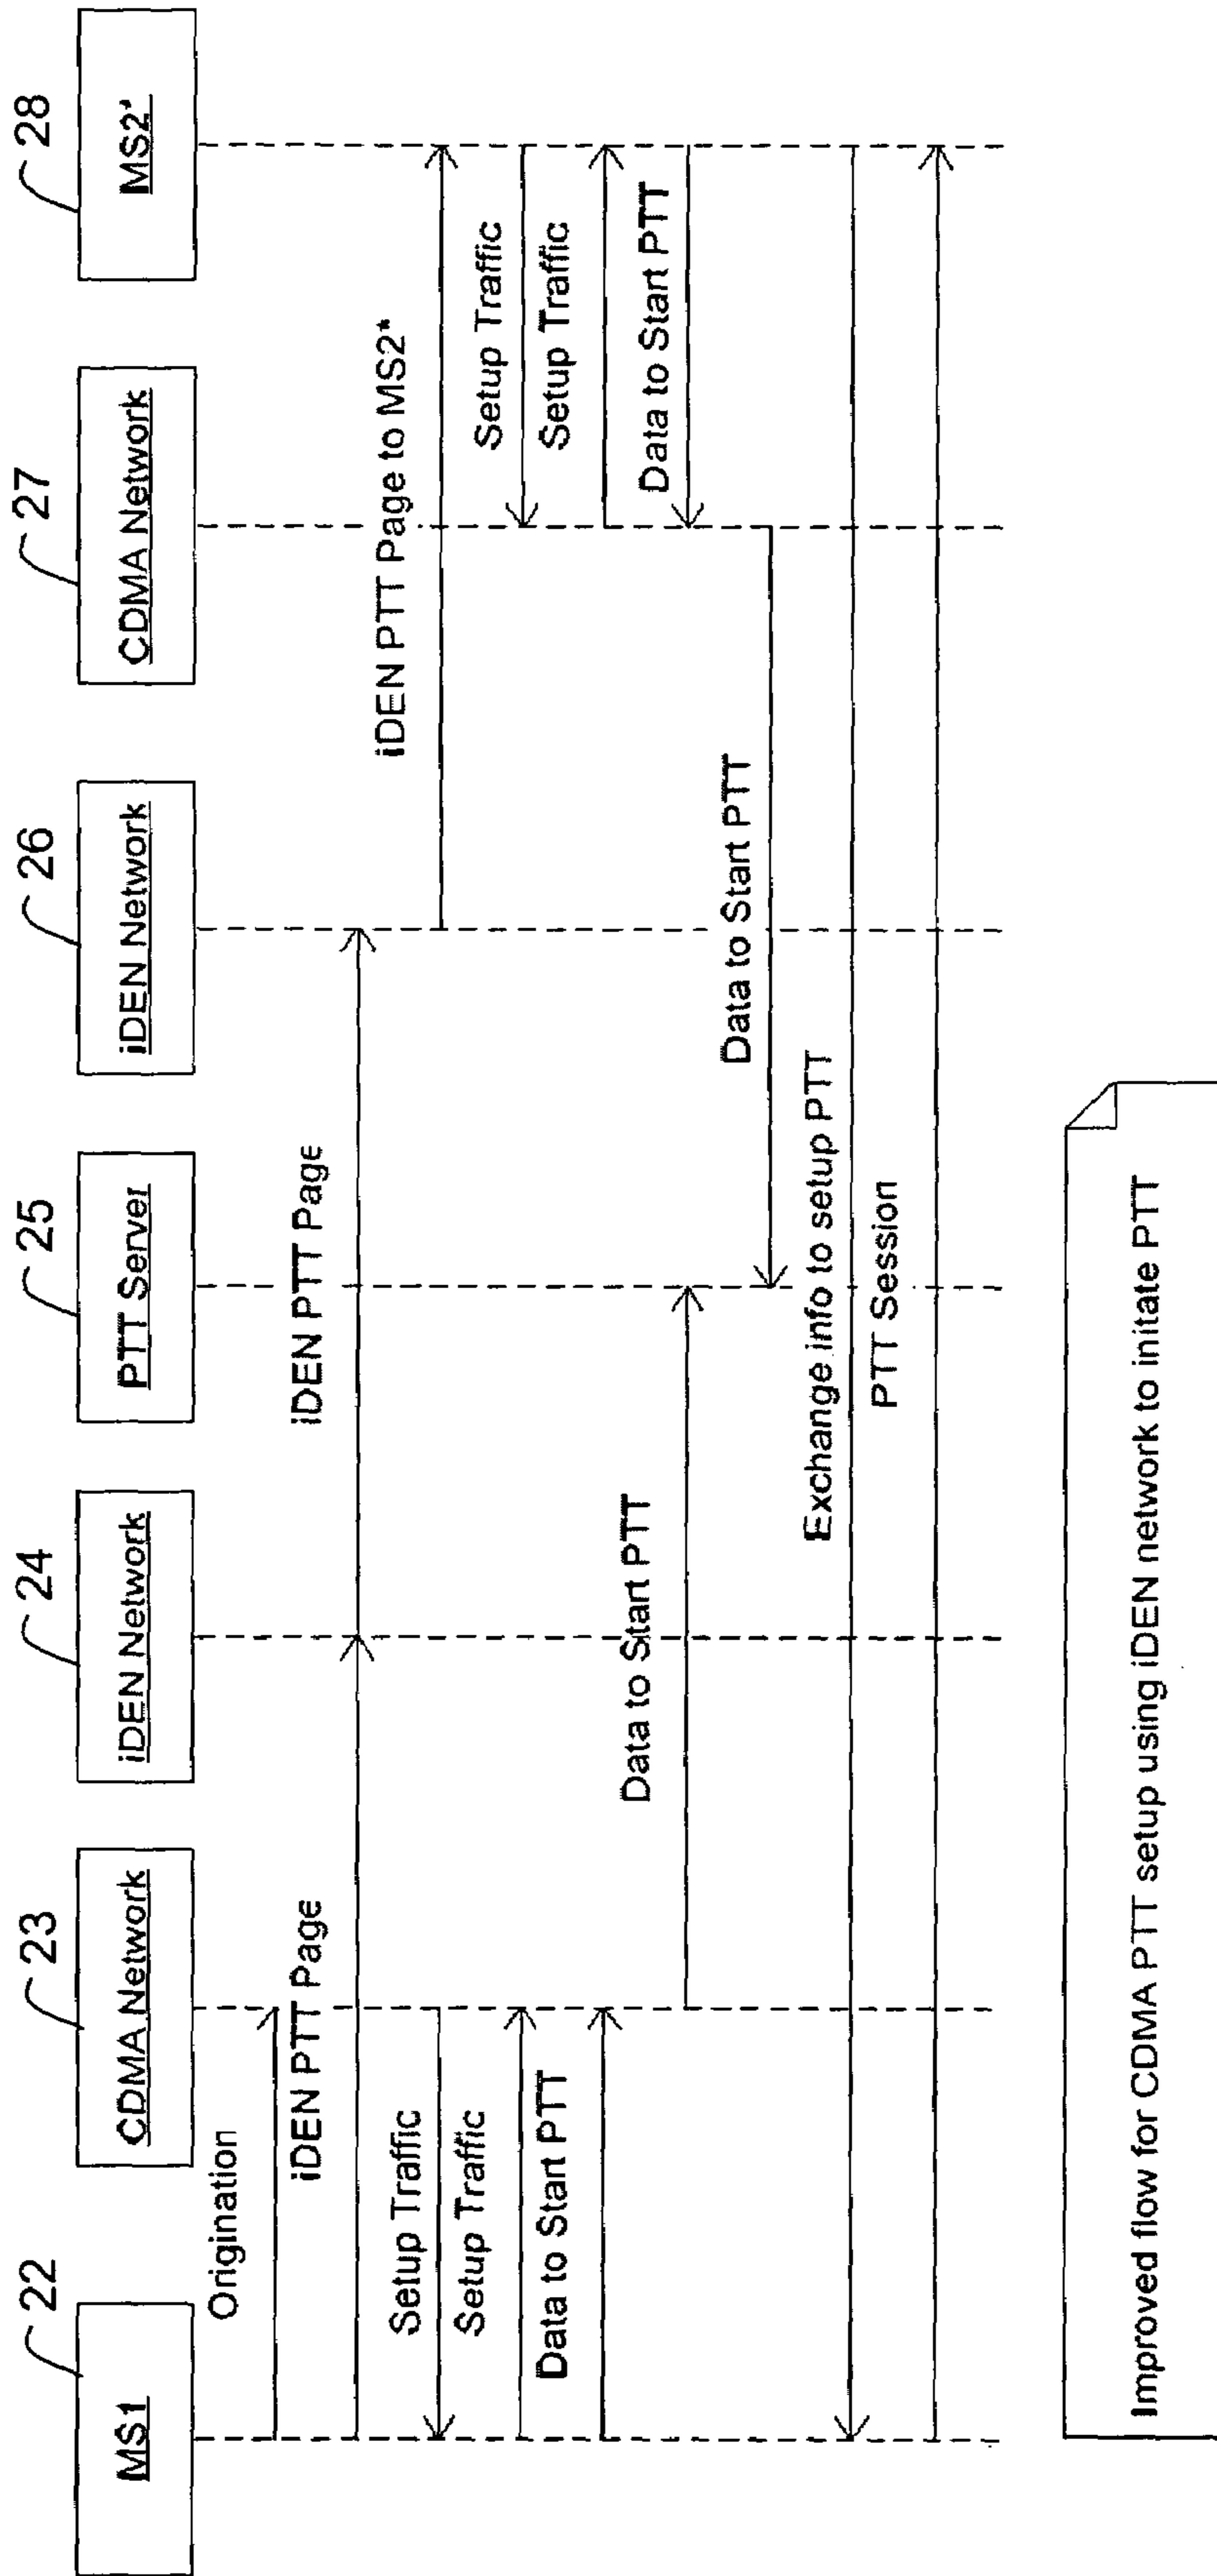 22
23
24
25
26
27
28
MS1
CDMA Network
iDEN Network
PTT Server
iDEN Network
CDMA Network
MS2*
Origination
iDEN PTT Page
iDEN PTT Page
Setup Traffic
iDEN PTT Page to MS2*
Setup Traffic
Setup Traffic
Data to Start PTT
Setup Traffic
Data to Start PTT
Data to Start PTT
Data to Start PTT
Exchange info to setup PTT
PTT Session
Improved flow for CDMA PTT setup using iDEN network to initate PTT